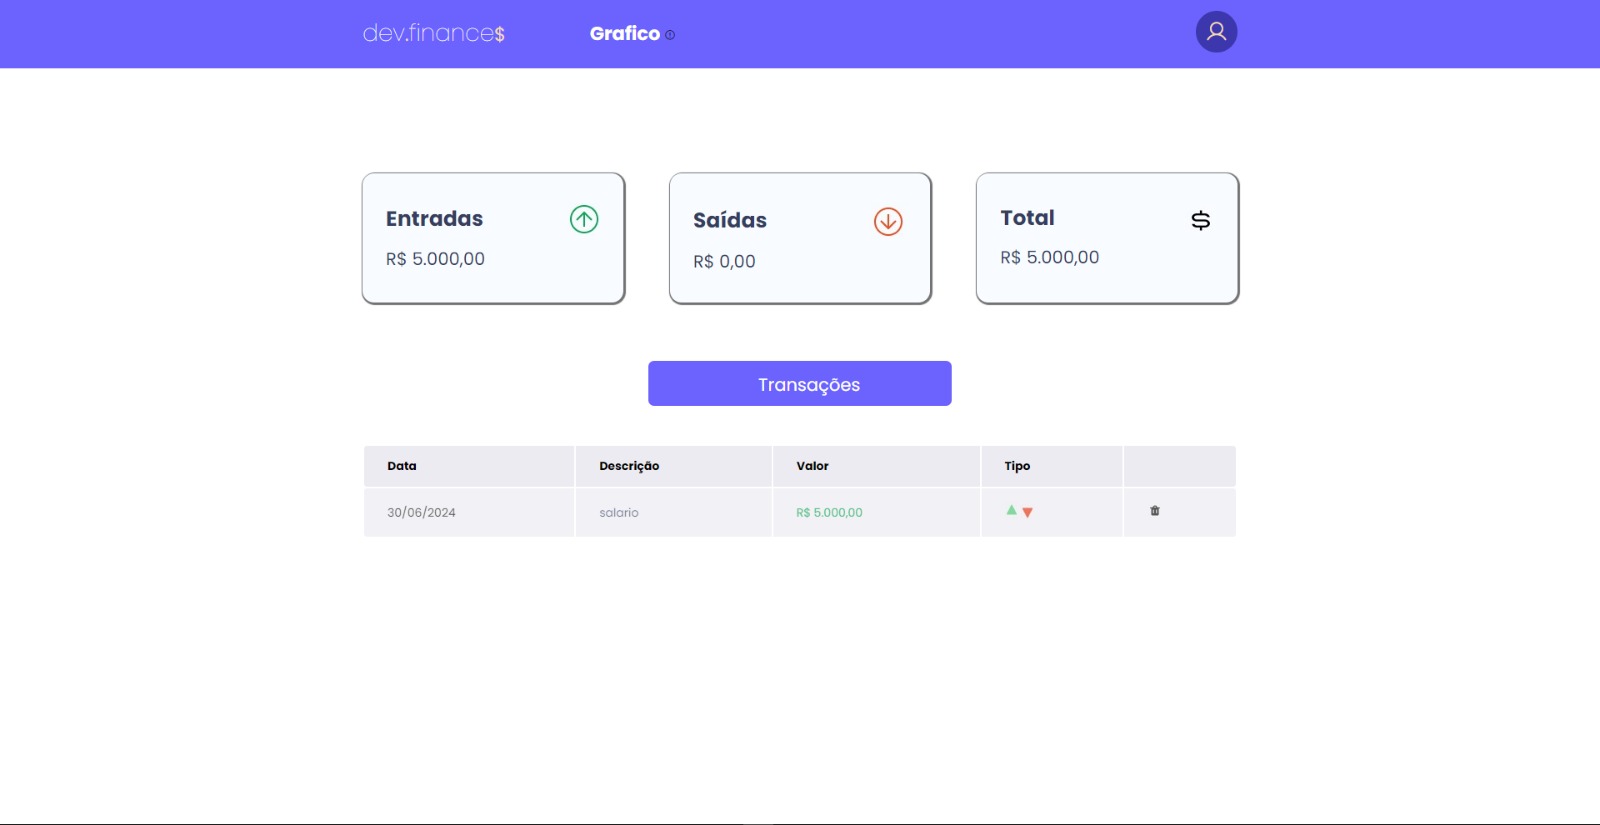 dev.finance$ Grafico
Entradas
R$ 5.000,00
Saídas
R$ 0,00
Total
R$ 5.000,00
Transações
Data Descrição Valor Tipo
30/06/2024 salario R$ 5.000,00